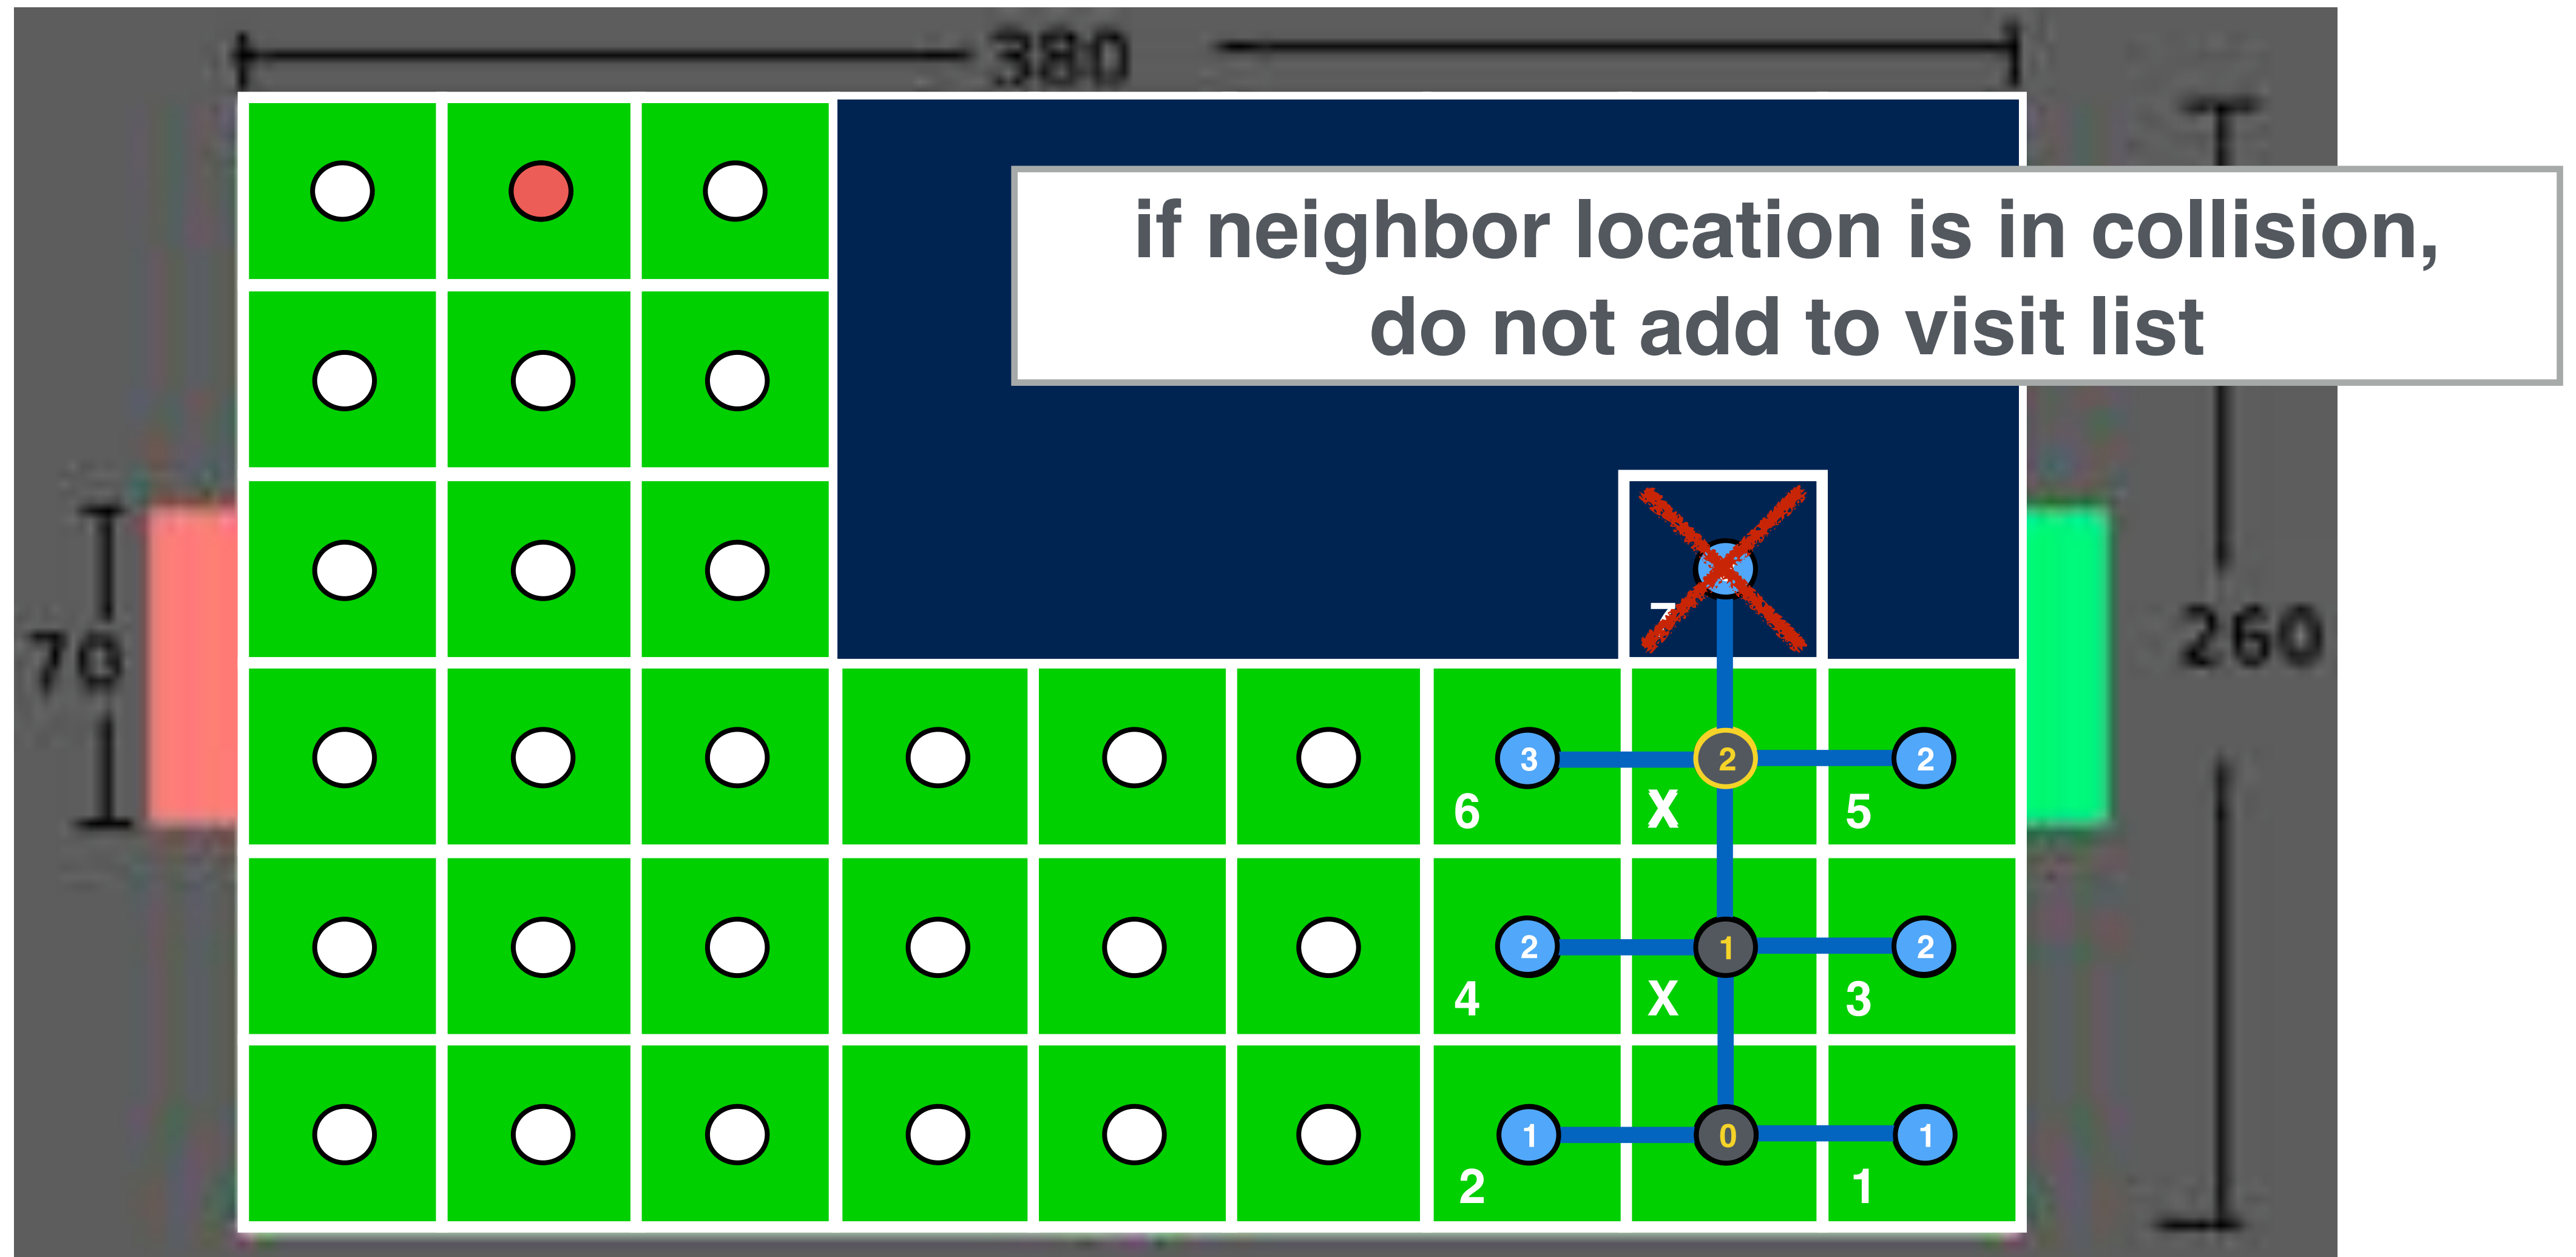 380
if neighbor location is in collision,
do not add to visit list
7
70
260
3 2 2
6 X 5
2 1 2
4 X 3
1 0 1
2 1